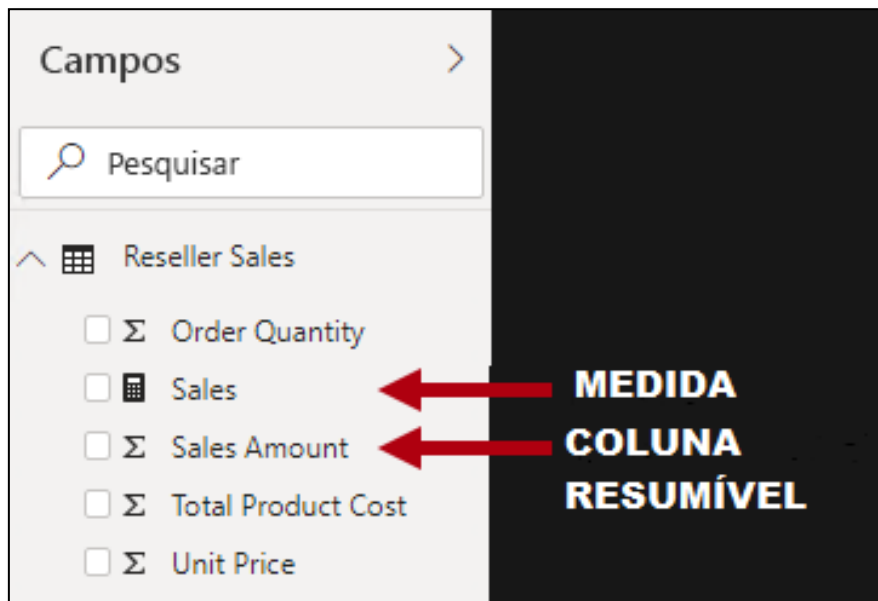 Campos
Pesquisar
Reseller Sales
Σ Order Quantity
Sales
Σ Sales Amount
Σ Total Product Cost
Σ Unit Price
MEDIDA
COLUNA
RESUMÍVEL